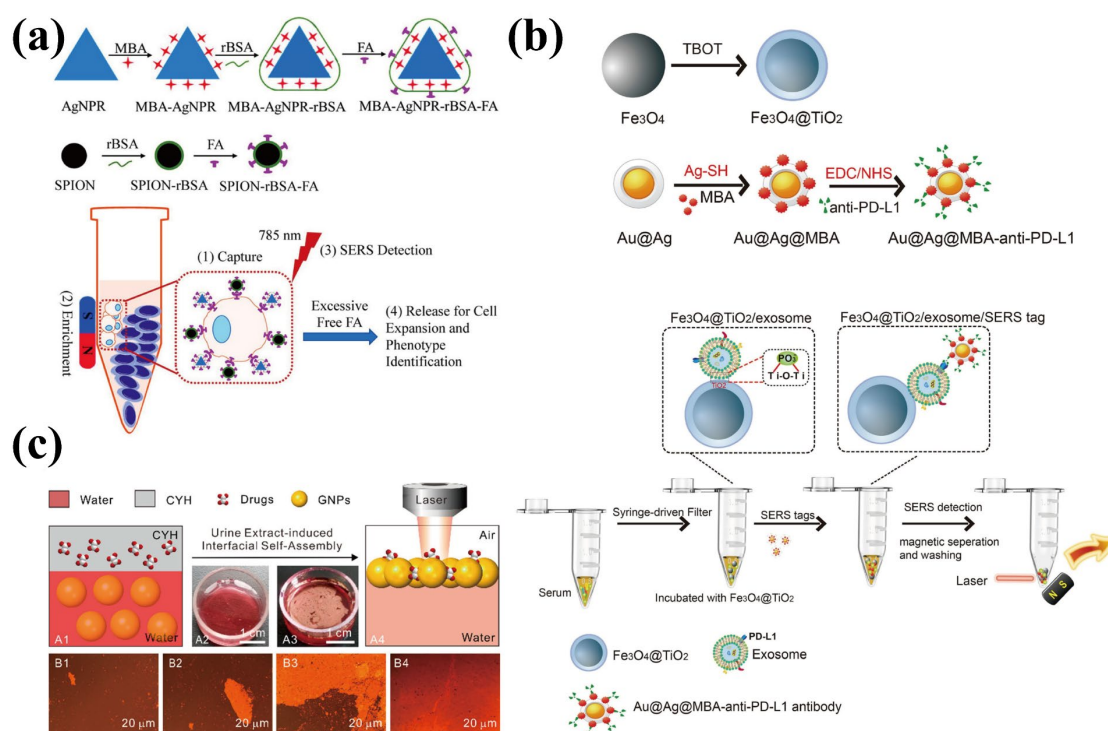 (a)
MBA
rBSA
FA
AgNPR
MBA-AgNPR
MBA-AgNPR-rBSA
MBA-AgNPR-rBSA-FA
rBSA
FA
SPION
SPION-rBSA
SPION-rBSA-FA
785 nm
(1) Capture
(3) SERS Detection
(2) Enrichment
S
N
Excessive
Free FA
(4) Release for Cell
Expansion and
Phenotype
Identification
(b)
TBOT
Fe3O4
Fe3O4@TiO2
Ag-SH
MBA
EDC/NHS
anti-PD-L1
Au@Ag
Au@Ag@MBA
Au@Ag@MBA-anti-PD-L1
Fe3O4@TiO2/exosome
Fe3O4@TiO2/exosome/SERS tag
PO3
Ti-O-Ti
TiO2
Syringe-driven Filter
SERS tags
SERS detection
magnetic seperation
and washing
Laser
N S
Serum
Incubated with Fe3O4@TiO2
Fe3O4@TiO2
PD-L1
Exosome
Au@Ag@MBA-anti-PD-L1 antibody
(c)
Water
CYH
Drugs
GNPs
Laser
CYH
Urine Extract-induced
Interfacial Self-Assembly
Air
A1
Water
A2
1 cm
A3
1 cm
A4
Water
B1
20 μm
B2
20 μm
B3
20 μm
B4
20 μm